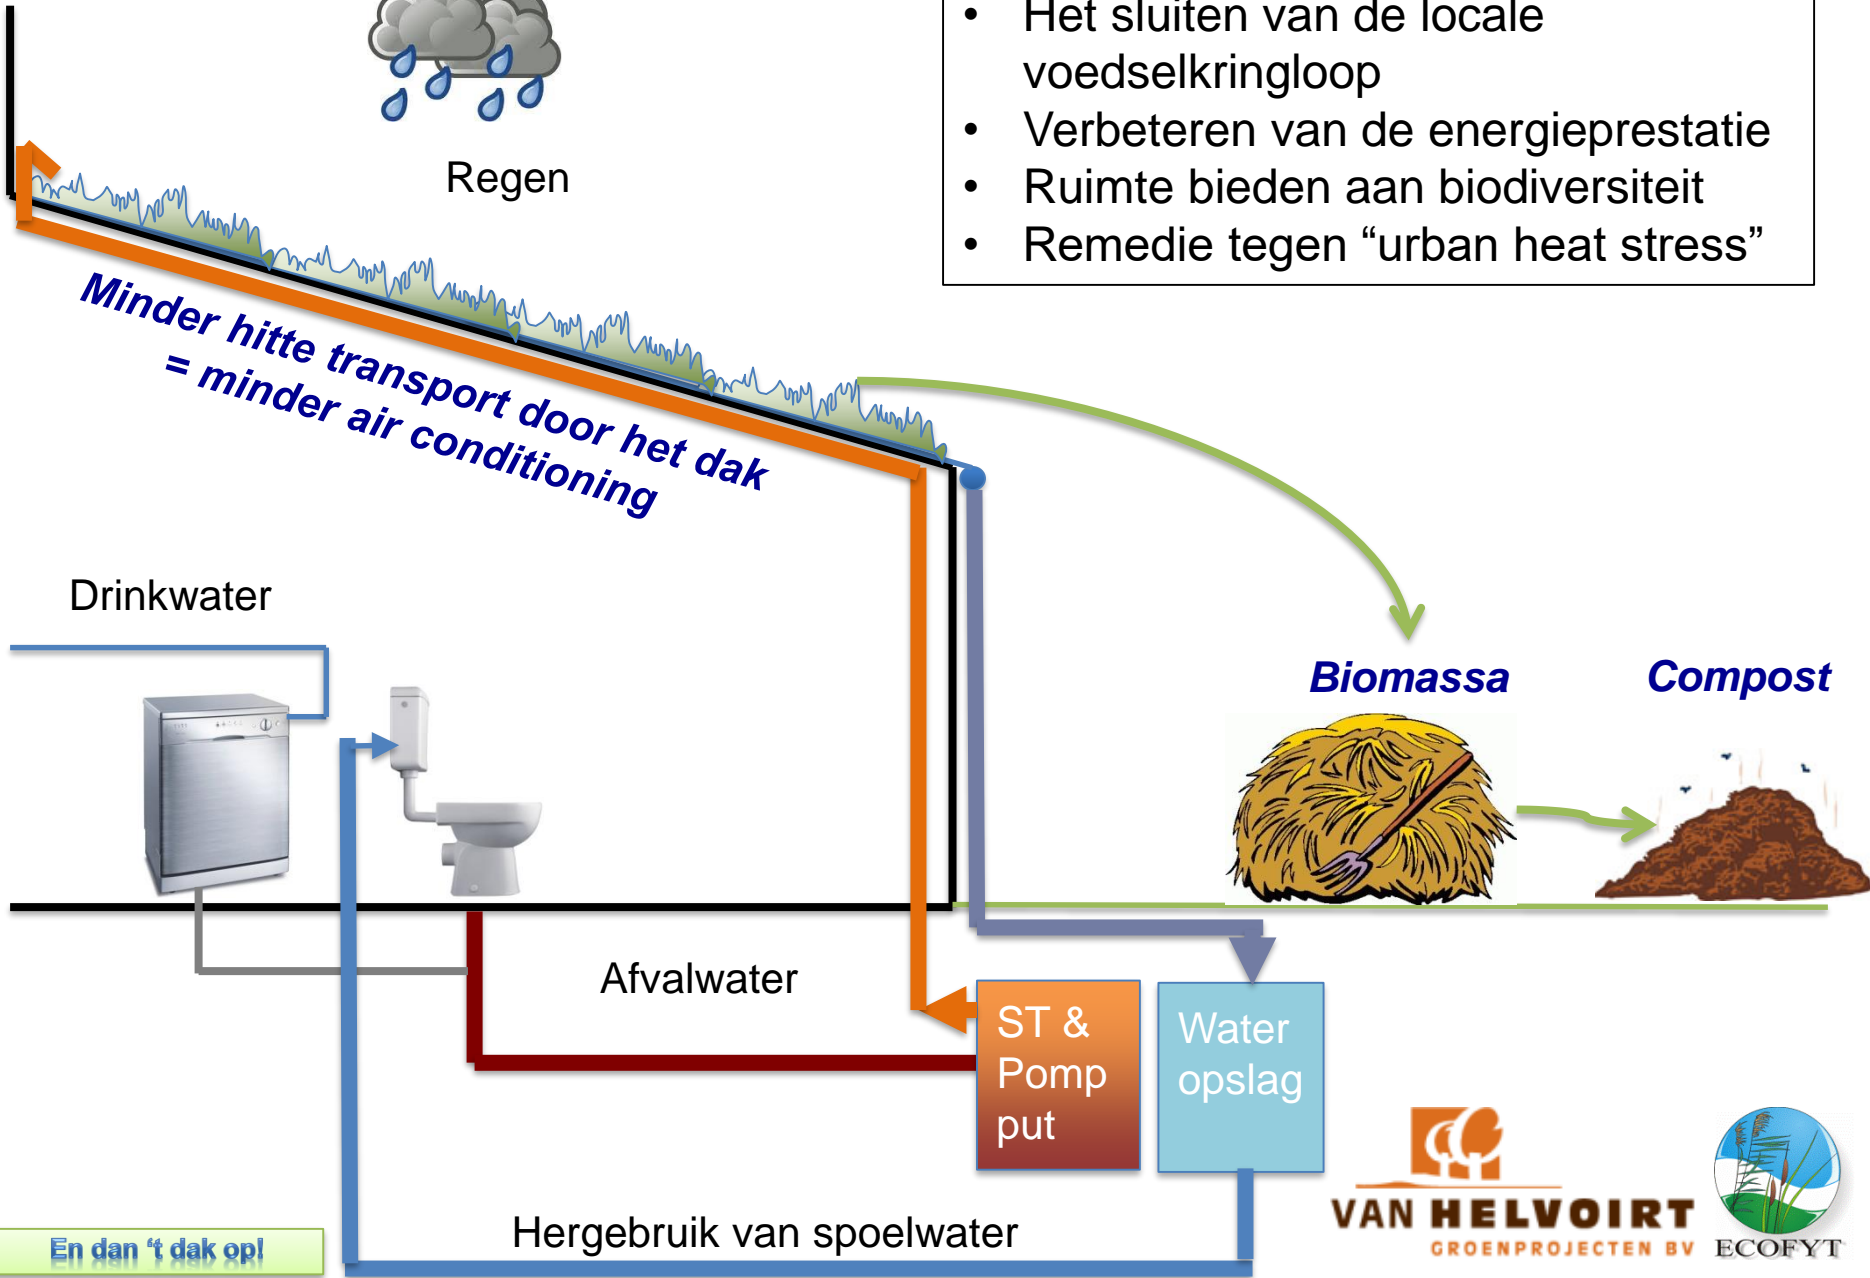 • Het sluiten van de locale
voedselkringloop
• Verbeteren van de energieprestatie
• Ruimte bieden aan biodiversiteit
• Remedie tegen “urban heat stress”
Regen
Minder hitte transport door het dak
= minder air conditioning
Drinkwater
Biomassa
Compost
Afvalwater
ST &
Pomp
put
Water
opslag
Hergebruik van spoelwater
En dan ‘t dak op!
VAN HELVOIRT
GROENPROJECTEN BV
ECOFYT